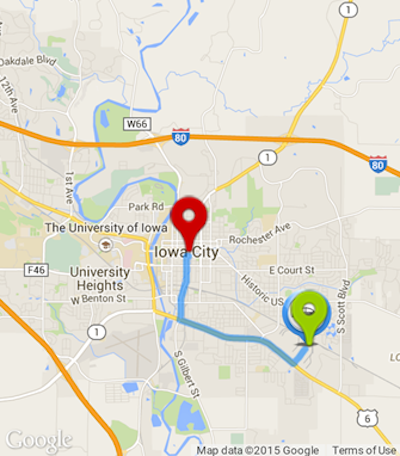 1
Oakdale Blvd
12th Ave
W66
80
1st Ave
1
80
Park Rd
The University of Iowa
Rochester Ave
Iowa City
F46
University
Heights
E Court St
W Benton St
Historic US
S Scott Blvd
1
S Gilbert St
6
Google
Map data ©2015 Google
Terms of Use